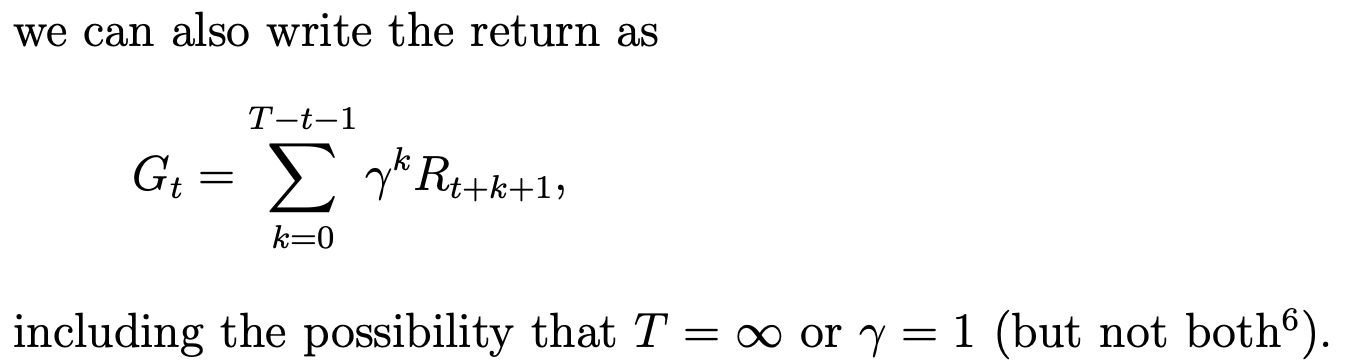 we can also write the return as
G_t = \sum_{k=0}^{T-t-1} \gamma^k R_{t+k+1},
including the possibility that T = ∞ or γ = 1 (but not both⁶).